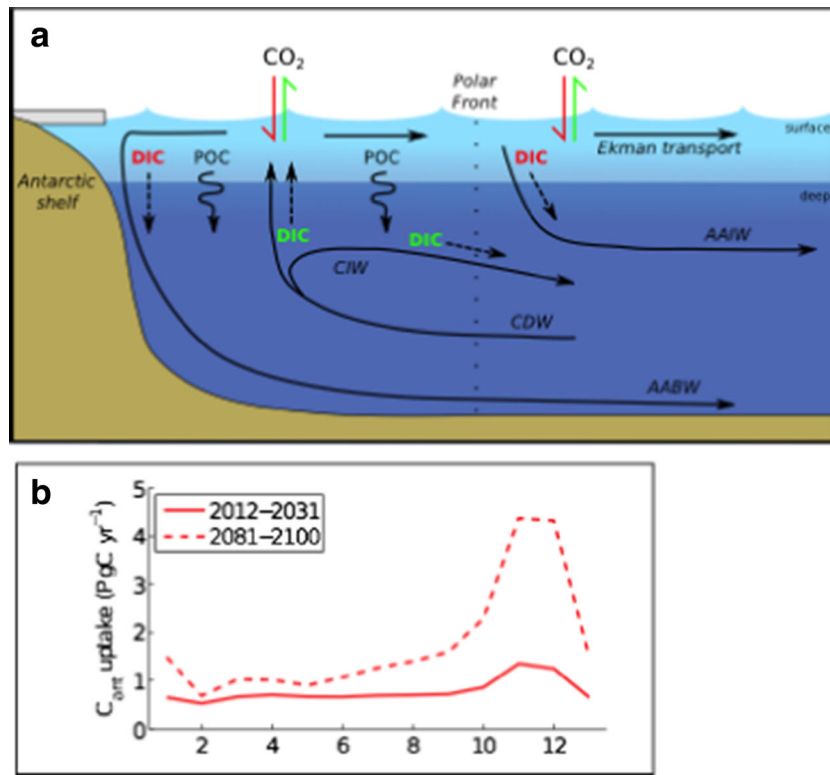 a
CO₂
CO₂
Polar
Front
surface
DIC
POC
POC
DIC
Ekman transport
Antarctic
shelf
deep
DIC
DIC
AAIW
CIW
CDW
AABW
b
5
4
3
2
1
0
C_ant uptake (PgC yr⁻¹)
2012–2031
2081–2100
2 4 6 8 10 12